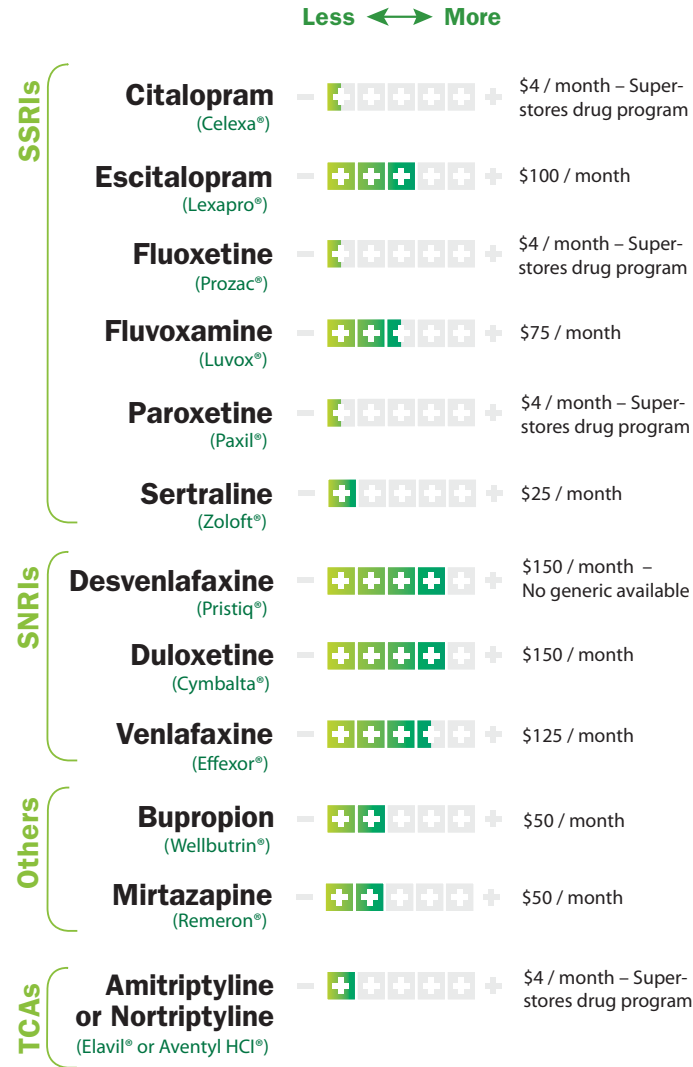 Less More
SSRIs
Citalopram
(Celexa®)
$4 / month – Super-
stores drug program
Escitalopram
(Lexapro®)
$100 / month
Fluoxetine
(Prozac®)
$4 / month – Super-
stores drug program
Fluvoxamine
(Luvox®)
$75 / month
Paroxetine
(Paxil®)
$4 / month – Super-
stores drug program
Sertraline
(Zoloft®)
$25 / month
SNRIs
Desvenlafaxine
(Pristiq®)
$150 / month –
No generic available
Duloxetine
(Cymbalta®)
$150 / month
Venlafaxine
(Effexor®)
$125 / month
Others
Bupropion
(Wellbutrin®)
$50 / month
Mirtazapine
(Remeron®)
$50 / month
TCAs
Amitriptyline
or Nortriptyline
(Elavil® or Aventyl HCl®)
$4 / month – Super-
stores drug program